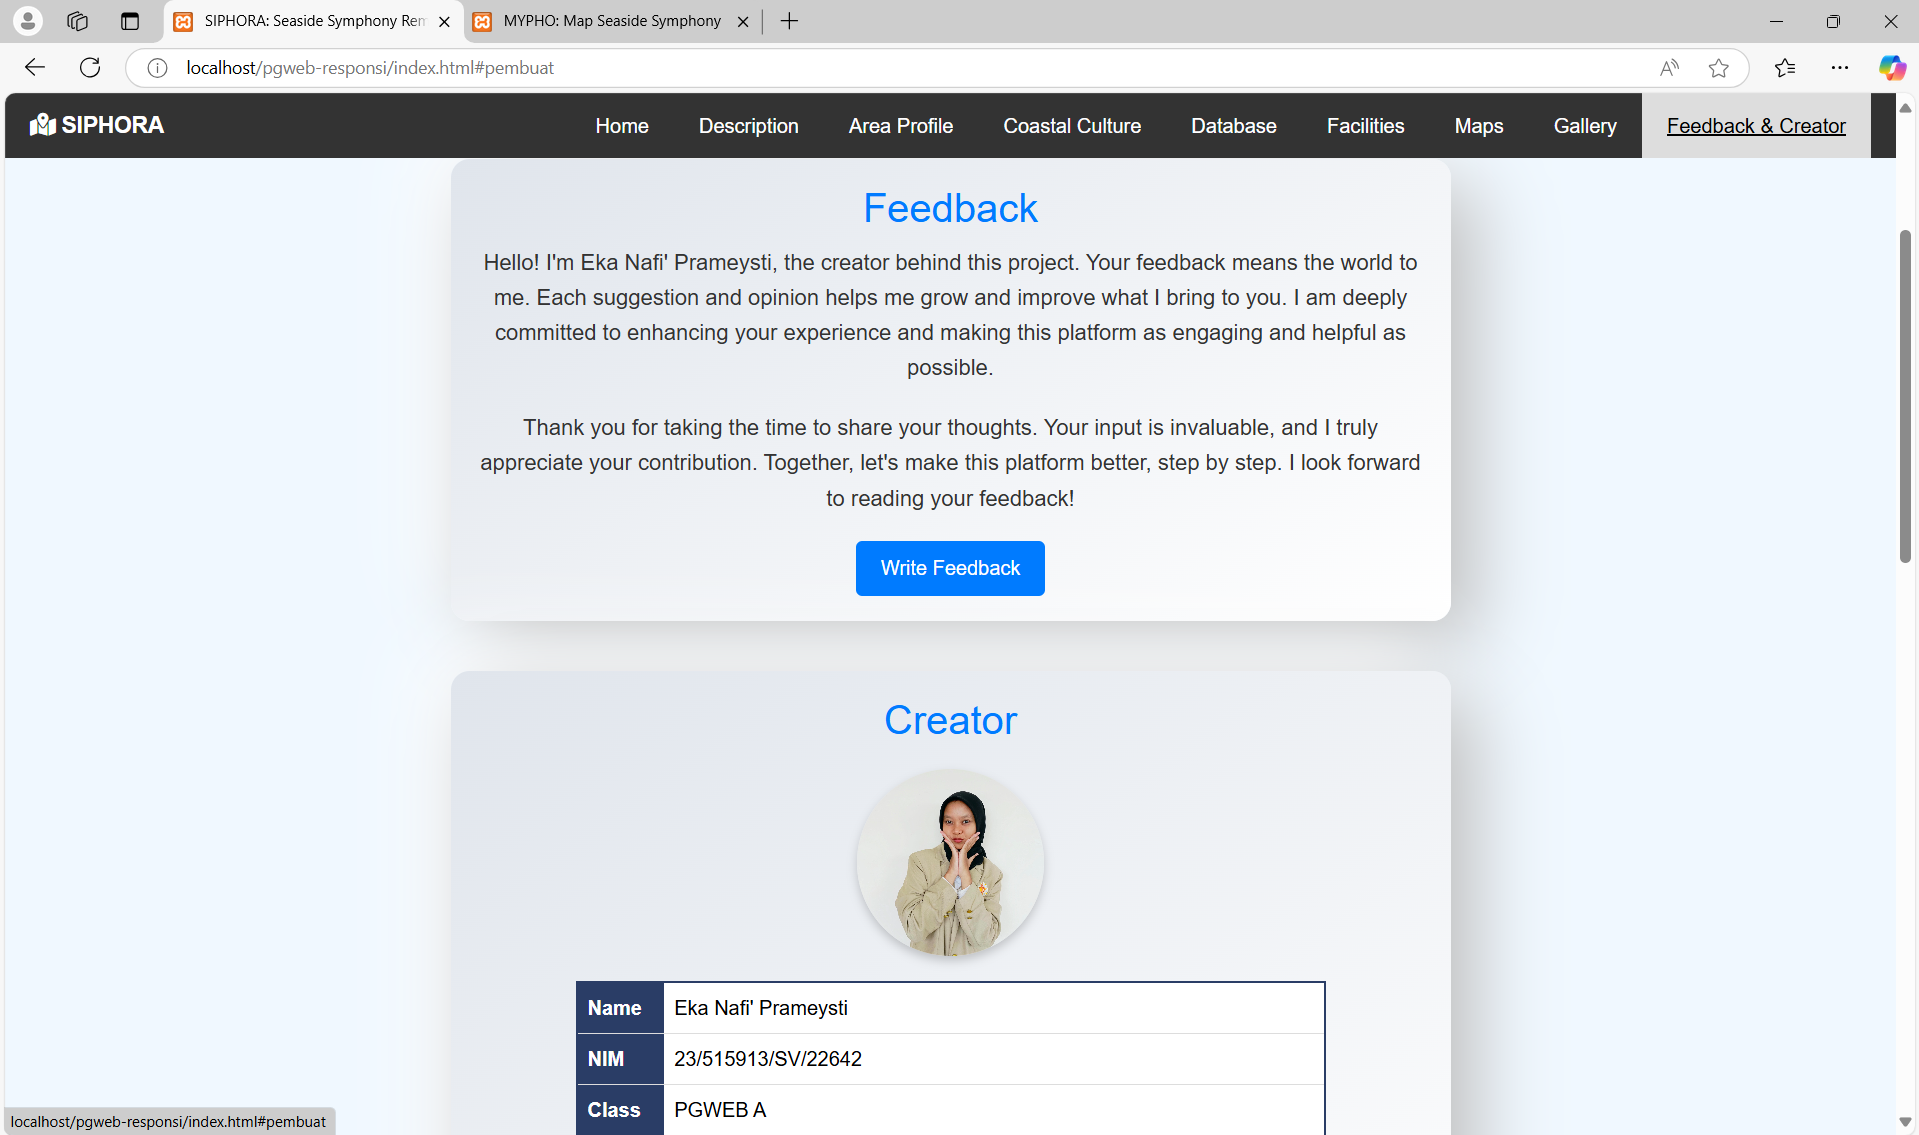 SIPHORA: Seaside Symphony Rem
MYPHO: Map Seaside Symphony
localhost/pgweb-responsi/index.html#pembuat
SIPHORA
Home
Description
Area Profile
Coastal Culture
Database
Facilities
Maps
Gallery
Feedback & Creator
Feedback
Hello! I'm Eka Nafi' Prameysti, the creator behind this project. Your feedback means the world to
me. Each suggestion and opinion helps me grow and improve what I bring to you. I am deeply
committed to enhancing your experience and making this platform as engaging and helpful as
possible.
Thank you for taking the time to share your thoughts. Your input is invaluable, and I truly
appreciate your contribution. Together, let's make this platform better, step by step. I look forward
to reading your feedback!
Write Feedback
Creator
Name Eka Nafi' Prameysti
NIM 23/515913/SV/22642
Class PGWEB A
localhost/pgweb-responsi/index.html#pembuat